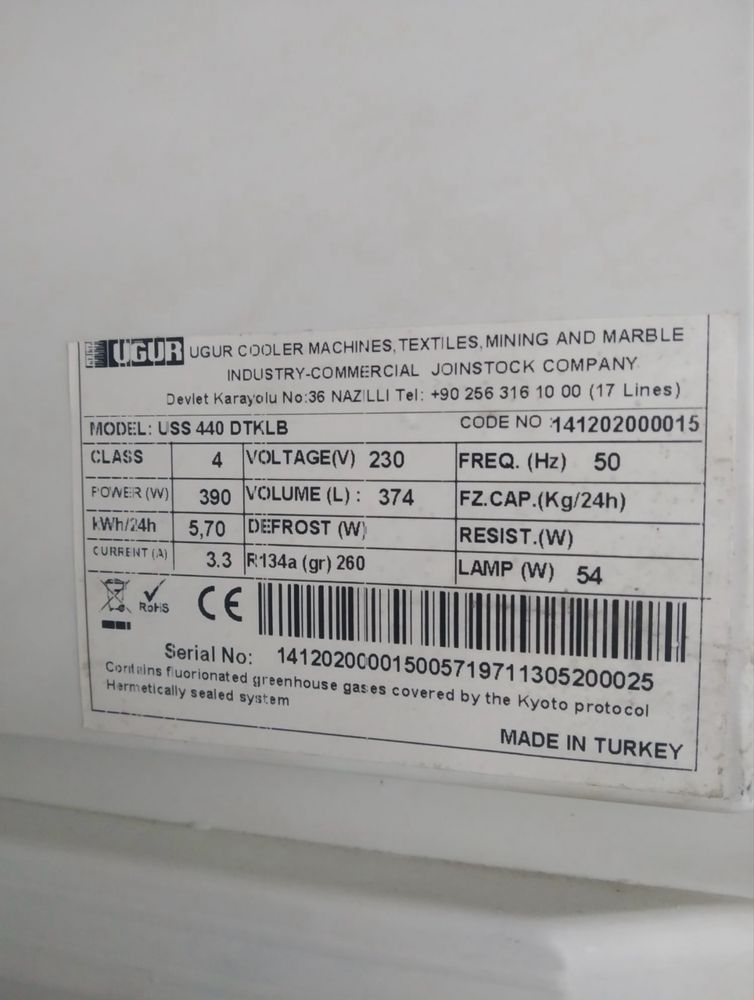 UGUR UGUR COOLER MACHINES, TEXTILES, MINING AND MARBLE
INDUSTRY-COMMERCIAL JOINSTOCK COMPANY
Devlet Karayolu No:36 NAZILLI Tel: +90 256 316 10 00 (17 Lines)
MODEL: USS 440 DTKLB CODE NO :141202000015
CLASS 4 VOLTAGE(V) 230 FREQ. (Hz) 50
POWER (W) 390 VOLUME (L) : 374 FZ.CAP.(Kg/24h)
kWh/24h 5,70 DEFROST (W) RESIST.(W)
CURRENT (A) 3.3 R134a (gr) 260 LAMP (W) 54
RoHS CE
Serial No: 141202000015005719711305200025
Contains fluorionated greenhouse gases covered by the Kyoto protocol
Hermetically sealed system
MADE IN TURKEY